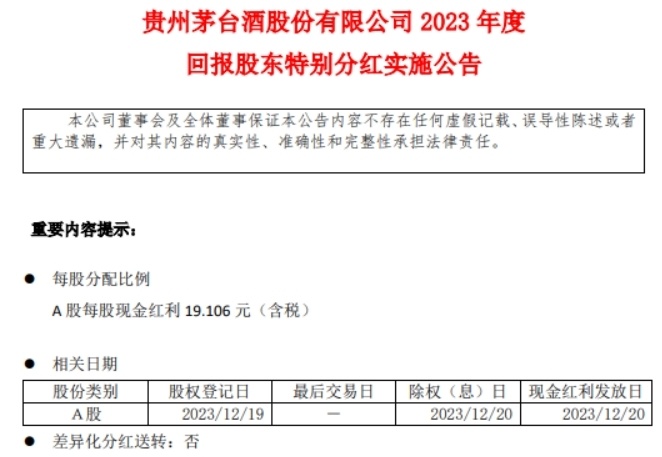 贵州茅台酒股份有限公司 2023 年度
回报股东特别分红实施公告
本公司董事会及全体董事保证本公告内容不存在任何虚假记载、误导性陈述或者
重大遗漏，并对其内容的真实性、准确性和完整性承担法律责任。
重要内容提示：
● 每股分配比例
A 股每股现金红利 19.106 元（含税）
● 相关日期
股份类别 股权登记日 最后交易日 除权（息）日 现金红利发放日
A股 2023/12/19 － 2023/12/20 2023/12/20
● 差异化分红送转：否